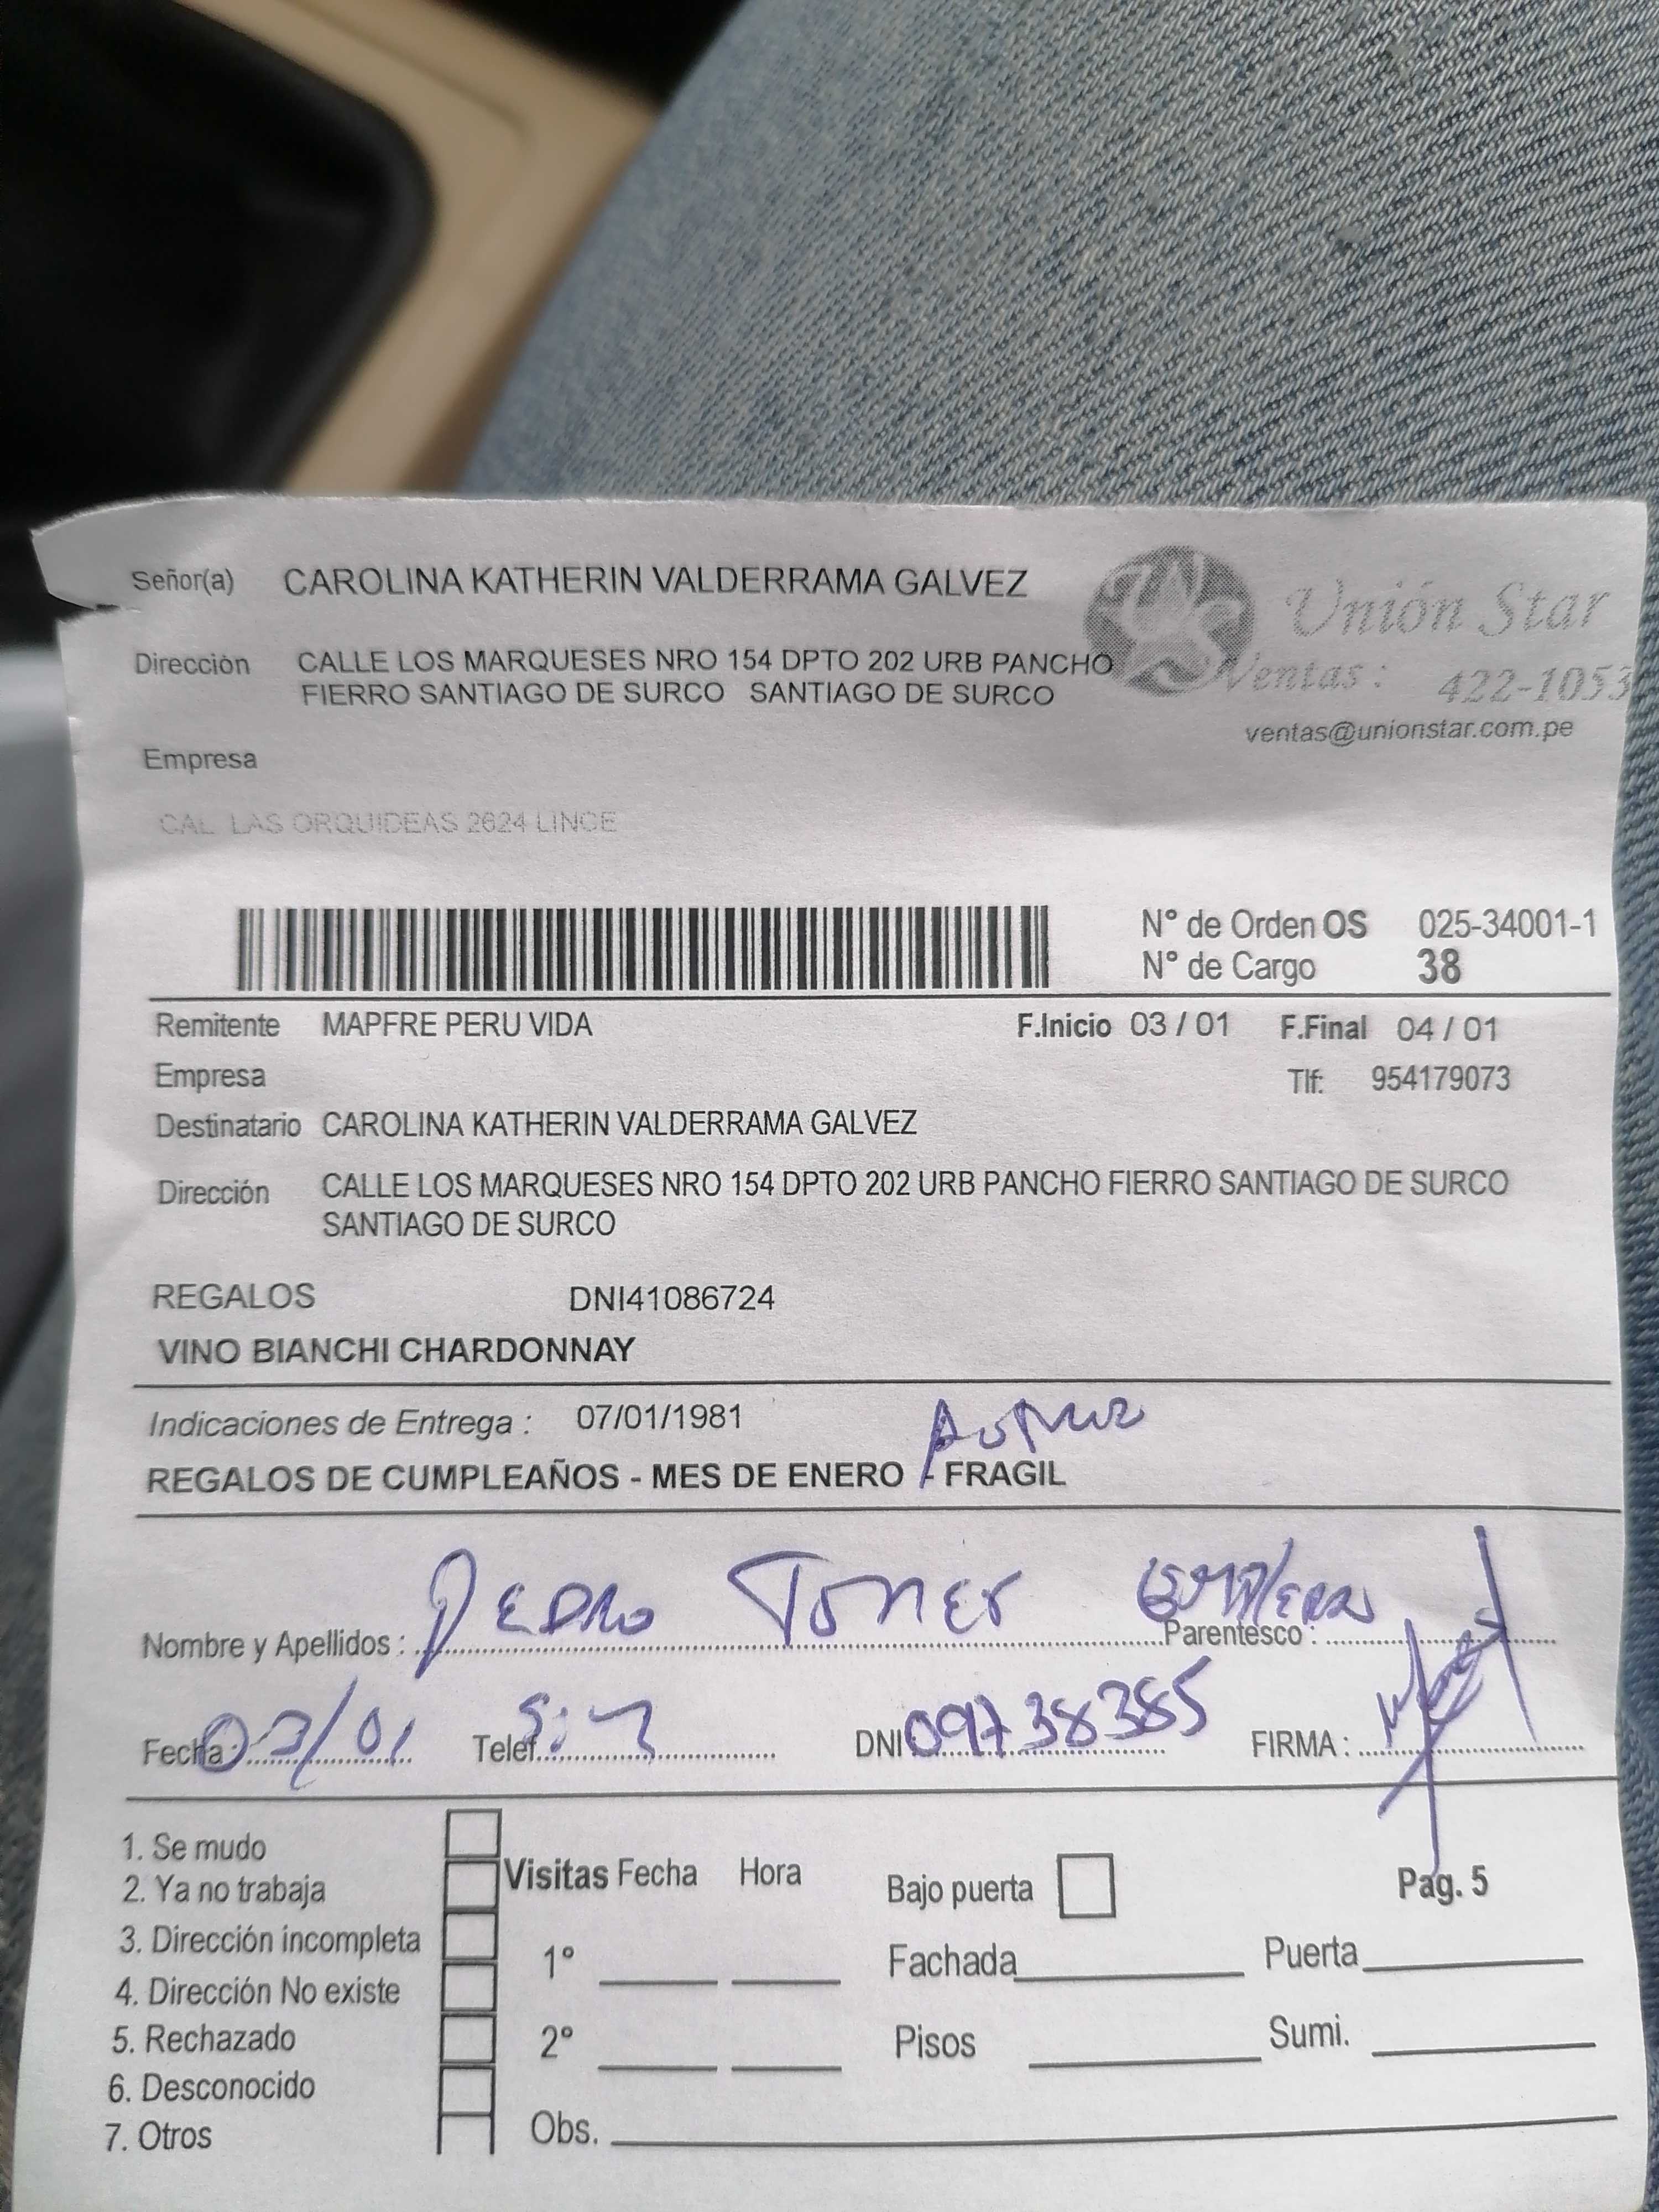 Señor(a) CAROLINA KATHERIN VALDERRAMA GALVEZ
Unión Star
Dirección CALLE LOS MARQUESES NRO 154 DPTO 202 URB PANCHO
FIERRO SANTIAGO DE SURCO SANTIAGO DE SURCO
Ventas: 422-1053
ventas@unionstar.com.pe
Empresa
CAL LAS ORQUIDEAS 2624 LINCE
N° de Orden OS 025-34001-1
N° de Cargo 38
Remitente MAPFRE PERU VIDA F.Inicio 03 / 01 F.Final 04 / 01
Empresa Tlf: 954179073
Destinatario CAROLINA KATHERIN VALDERRAMA GALVEZ
Dirección CALLE LOS MARQUESES NRO 154 DPTO 202 URB PANCHO FIERRO SANTIAGO DE SURCO
SANTIAGO DE SURCO
REGALOS DNI41086724
VINO BIANCHI CHARDONNAY
Indicaciones de Entrega : 07/01/1981
REGALOS DE CUMPLEAÑOS - MES DE ENERO - FRAGIL
Nombre y Apellidos : PEDRO Parentesco :
Fecha: 03/01 Telef. DNI 09738385 FIRMA :
1. Se mudo
2. Ya no trabaja
3. Dirección incompleta
4. Dirección No existe
5. Rechazado
6. Desconocido
7. Otros
Visitas Fecha Hora
1°
2°
Obs.
Bajo puerta Pag. 5
Fachada Puerta
Pisos Sumi.